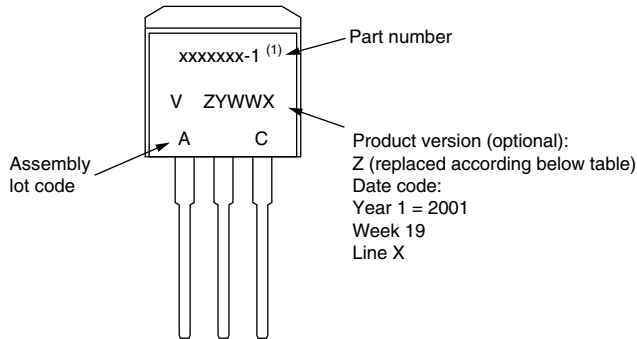 xxxxxxx-1 (1)
Part number
V ZYWWX
A C
Assembly
lot code
Product version (optional):
Z (replaced according below table)
Date code:
Year 1 = 2001
Week 19
Line X